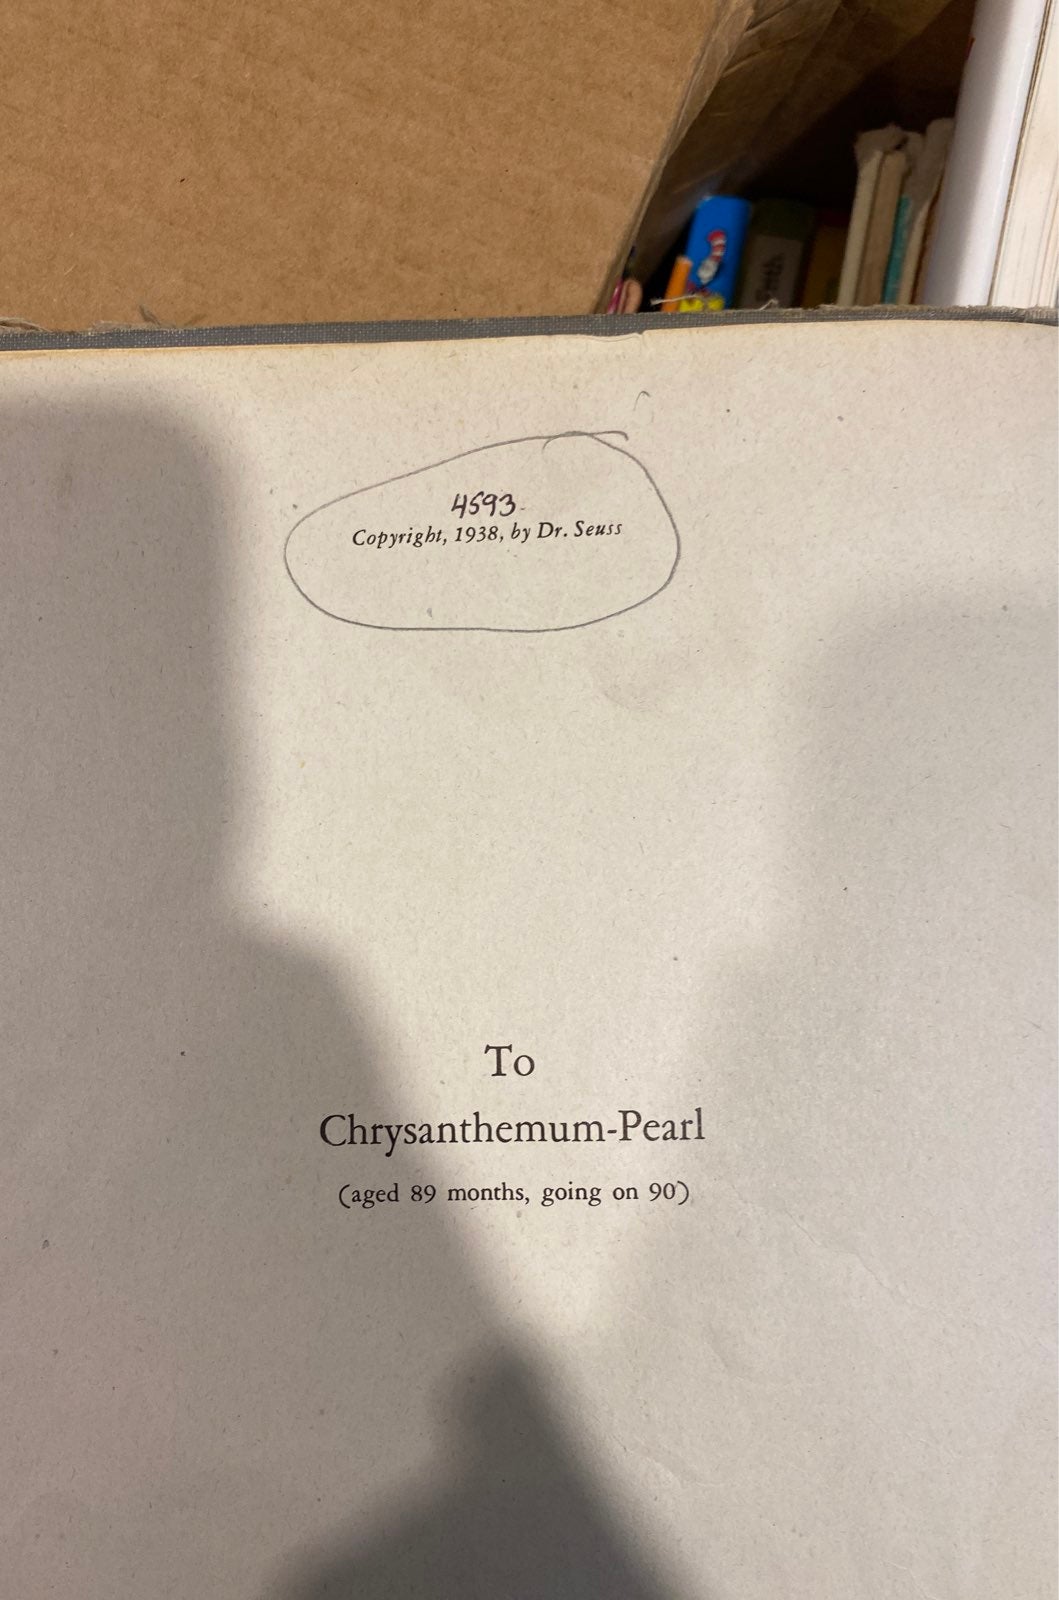 4593
Copyright, 1938, by Dr. Seuss
To
Chrysanthemum-Pearl
(aged 89 months, going on 90)